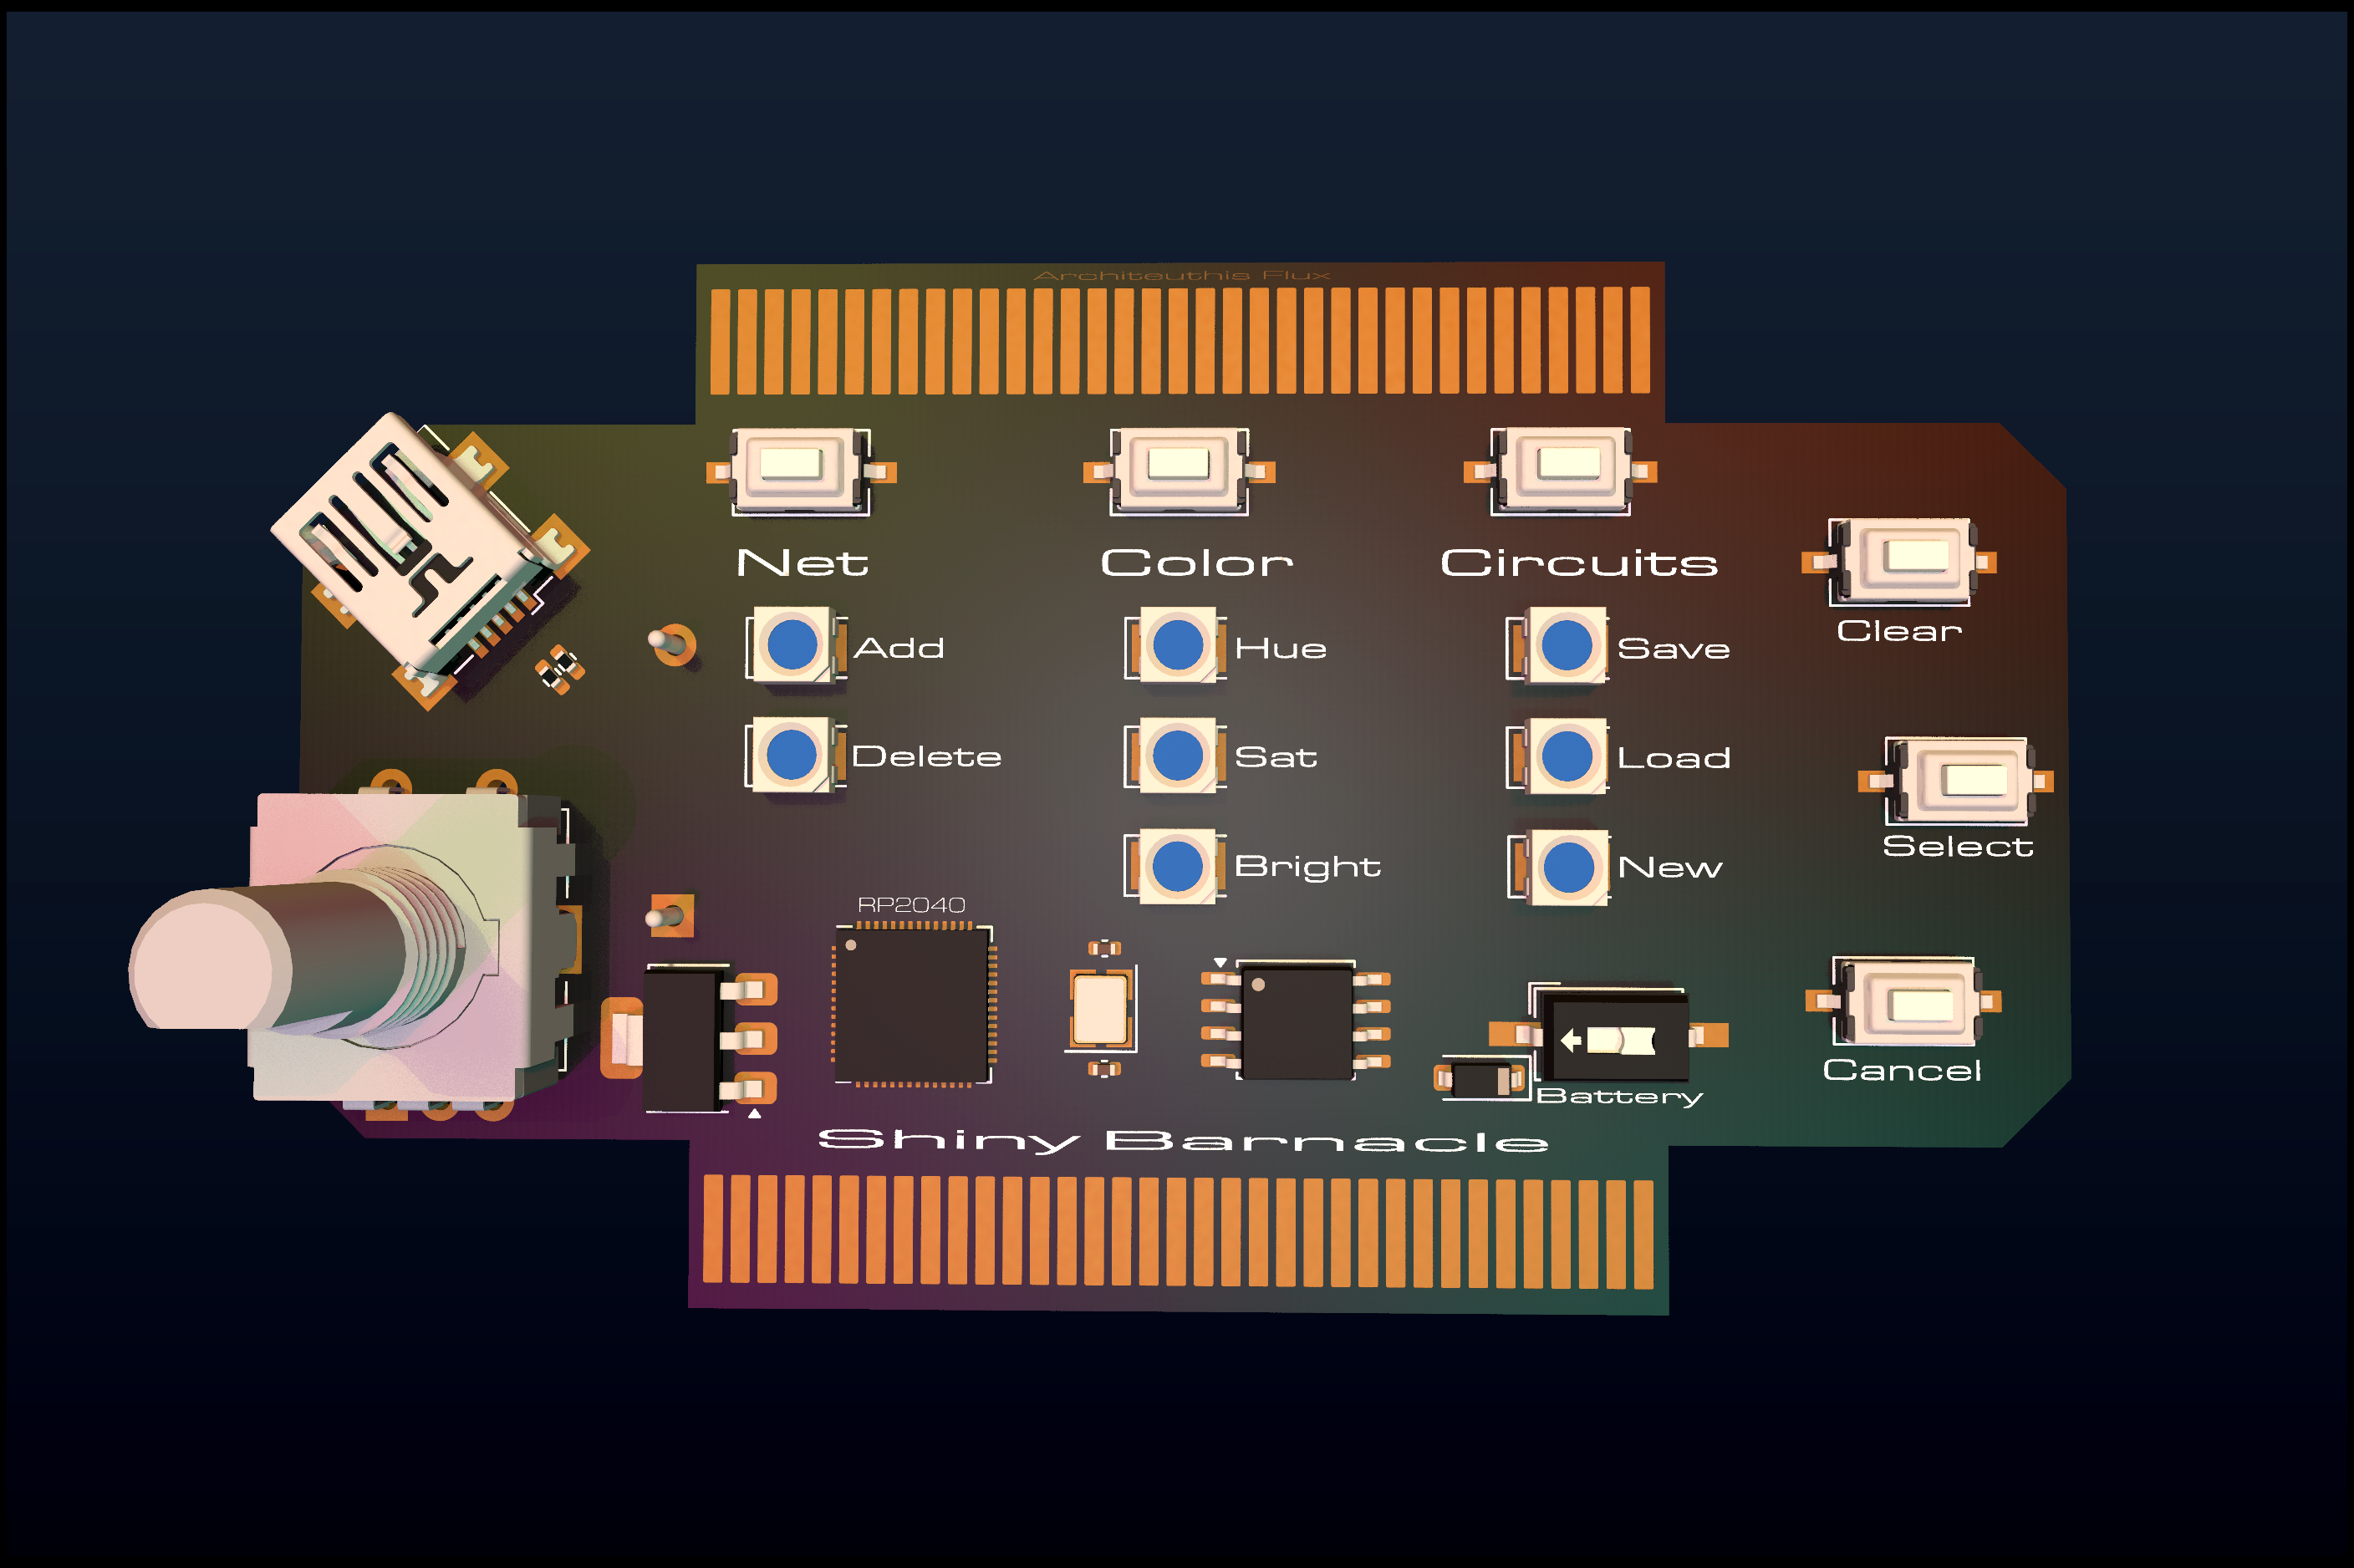 Architeuthis Flux
Net
Color
Circuits
Clear
Add
Hue
Save
Delete
Sat
Load
Select
Bright
New
RP2040
Cancel
Battery
Shiny Barnacle